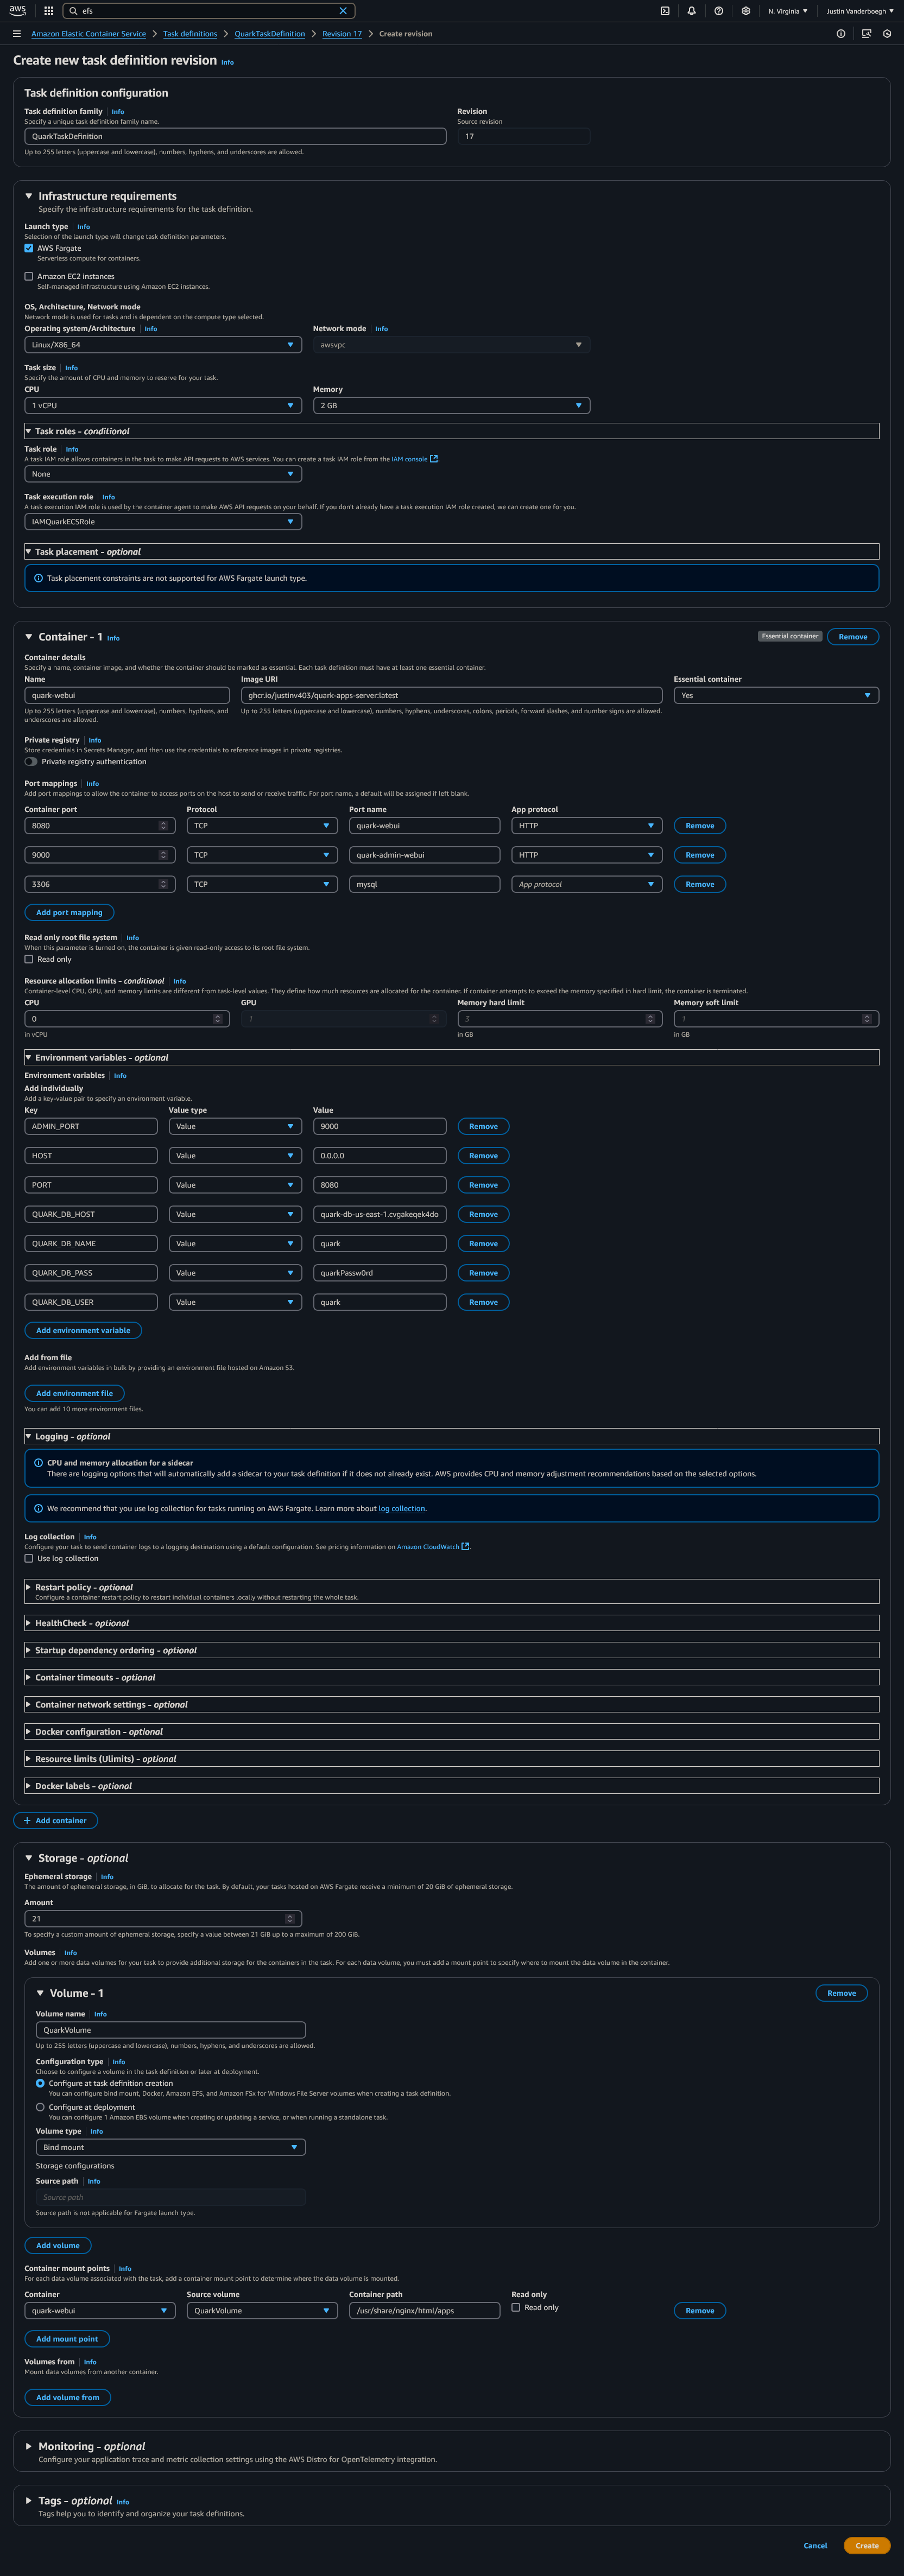 aws
efs
N. Virginia
Justin Vanderboegh
Amazon Elastic Container Service
Task definitions
QuarkTaskDefinition
Revision 17
Create revision
Create new task definition revision Info
Task definition configuration
Task definition family Info
Specify a unique task definition family name.
QuarkTaskDefinition
Up to 255 letters (uppercase and lowercase), numbers, hyphens, and underscores are allowed.
Revision
Source revision
17
Infrastructure requirements
Specify the infrastructure requirements for the task definition.
Launch type Info
Selection of the launch type will change task definition parameters.
AWS Fargate
Serverless compute for containers.
Amazon EC2 instances
Self-managed infrastructure using Amazon EC2 instances.
OS, Architecture, Network mode
Network mode is used for tasks and is dependent on the compute type selected.
Operating system/Architecture Info
Network mode Info
Linux/X86_64
awsvpc
Task size Info
Specify the amount of CPU and memory to reserve for your task.
CPU
Memory
1 vCPU
2 GB
Task roles - conditional
Task role Info
A task IAM role allows containers in the task to make API requests to AWS services. You can create a task IAM role from the IAM console.
None
Task execution role Info
A task execution IAM role is used by the container agent to make AWS API requests on your behalf. If you don't already have a task execution IAM role created, we can create one for you.
IAMQuarkECSRole
Task placement - optional
Task placement constraints are not supported for AWS Fargate launch type.
Container - 1 Info
Essential container
Remove
Container details
Specify a name, container image, and whether the container should be marked as essential. Each task definition must have at least one essential container.
Name
Image URI
Essential container
quark-webui
ghcr.io/justinv403/quark-apps-server:latest
Yes
Up to 255 letters (uppercase and lowercase), numbers, hyphens, and
underscores are allowed.
Up to 255 letters (uppercase and lowercase), numbers, hyphens, underscores, colons, periods, forward slashes, and number signs are allowed.
Private registry Info
Store credentials in Secrets Manager, and then use the credentials to reference images in private registries.
Private registry authentication
Port mappings Info
Add port mappings to allow the container to access ports on the host to send or receive traffic. For port name, a default will be assigned if left blank.
Container port
Protocol
Port name
App protocol
8080
TCP
quark-webui
HTTP
Remove
9000
TCP
quark-admin-webui
HTTP
Remove
3306
TCP
mysql
App protocol
Remove
Add port mapping
Read only root file system Info
When this parameter is turned on, the container is given read-only access to its root file system.
Read only
Resource allocation limits - conditional Info
Container-level CPU, GPU, and memory limits are different from task-level values. They define how much resources are allocated for the container. If container attempts to exceed the memory specified in hard limit, the container is terminated.
CPU
GPU
Memory hard limit
Memory soft limit
0
1
3
1
in vCPU
in GB
in GB
Environment variables - optional
Environment variables Info
Add individually
Add a key-value pair to specify an environment variable.
Key
Value type
Value
ADMIN_PORT
Value
9000
Remove
HOST
Value
0.0.0.0
Remove
PORT
Value
8080
Remove
QUARK_DB_HOST
Value
quark-db-us-east-1.cvgakeqek4do
Remove
QUARK_DB_NAME
Value
quark
Remove
QUARK_DB_PASS
Value
quarkPassw0rd
Remove
QUARK_DB_USER
Value
quark
Remove
Add environment variable
Add from file
Add environment variables in bulk by providing an environment file hosted on Amazon S3.
Add environment file
You can add 10 more environment files.
Logging - optional
CPU and memory allocation for a sidecar
There are logging options that will automatically add a sidecar to your task definition if it does not already exist. AWS provides CPU and memory adjustment recommendations based on the selected options.
We recommend that you use log collection for tasks running on AWS Fargate. Learn more about log collection.
Log collection Info
Configure your task to send container logs to a logging destination using a default configuration. See pricing information on Amazon CloudWatch.
Use log collection
Restart policy - optional
Configure a container restart policy to restart individual containers locally without restarting the whole task.
HealthCheck - optional
Startup dependency ordering - optional
Container timeouts - optional
Container network settings - optional
Docker configuration - optional
Resource limits (Ulimits) - optional
Docker labels - optional
Add container
Storage - optional
Ephemeral storage Info
The amount of ephemeral storage, in GiB, to allocate for the task. By default, your tasks hosted on AWS Fargate receive a minimum of 20 GiB of ephemeral storage.
Amount
21
To specify a custom amount of ephemeral storage, specify a value between 21 GiB up to a maximum of 200 GiB.
Volumes Info
Add one or more data volumes for your task to provide additional storage for the containers in the task. For each data volume, you must add a mount point to specify where to mount the data volume in the container.
Volume - 1
Remove
Volume name Info
QuarkVolume
Up to 255 letters (uppercase and lowercase), numbers, hyphens, and underscores are allowed.
Configuration type Info
Choose to configure a volume in the task definition or later at deployment.
Configure at task definition creation
You can configure bind mount, Docker, Amazon EFS, and Amazon FSx for Windows File Server volumes when creating a task definition.
Configure at deployment
You can configure 1 Amazon EBS volume when creating or updating a service, or when running a standalone task.
Volume type Info
Bind mount
Storage configurations
Source path Info
Source path
Source path is not applicable for Fargate launch type.
Add volume
Container mount points Info
For each data volume associated with the task, add a container mount point to determine where the data volume is mounted.
Container
Source volume
Container path
Read only
quark-webui
QuarkVolume
/usr/share/nginx/html/apps
Read only
Remove
Add mount point
Volumes from Info
Mount data volumes from another container.
Add volume from
Monitoring - optional
Configure your application trace and metric collection settings using the AWS Distro for OpenTelemetry integration.
Tags - optional Info
Tags help you to identify and organize your task definitions.
Cancel
Create